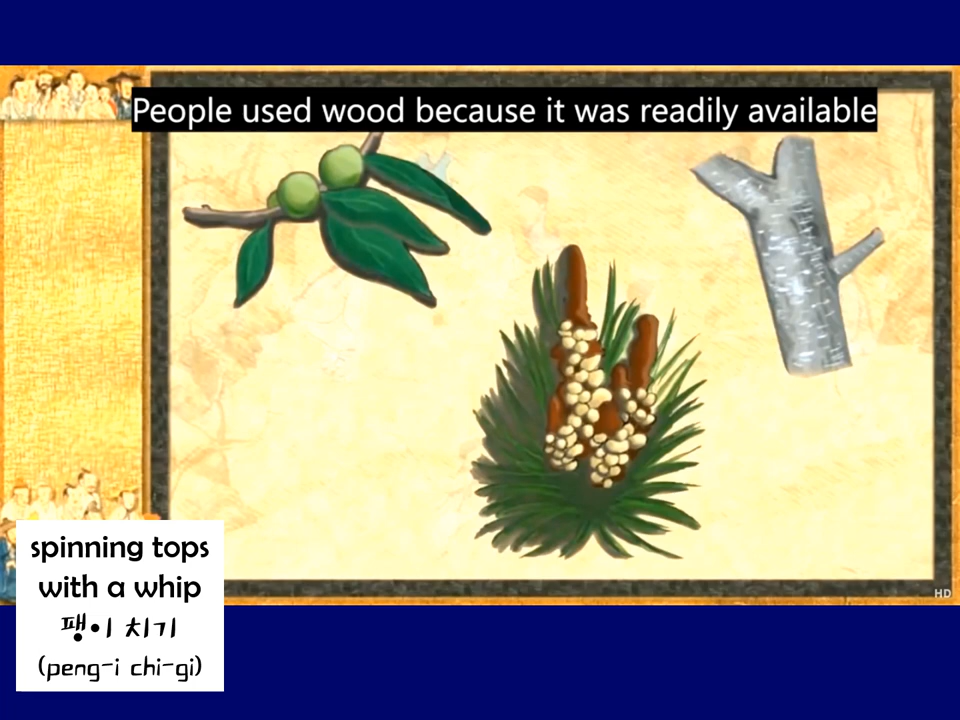 People used wood because it was readily available
HD
spinning tops
with a whip
팽이 치기
(peng-i chi-gi)